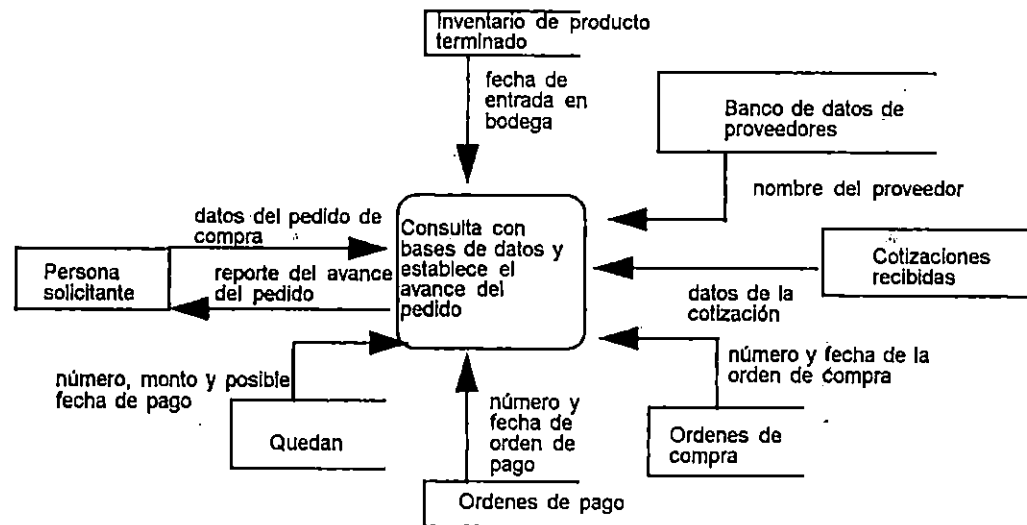 Inventario de producto
terminado
fecha de
entrada en
bodega
Banco de datos de
proveedores
nombre del proveedor
datos del pedido de
compra
Consulta con
bases de datos y
establece el
avance del
pedido
Persona
solicitante
reporte del avance
del pedido
Cotizaciones
recibidas
datos de la
cotización
número, monto y posible
fecha de pago
Quedan
número y
fecha de
orden de
pago
Ordenes de pago
número y fecha de la
orden de compra
Ordenes de
compra